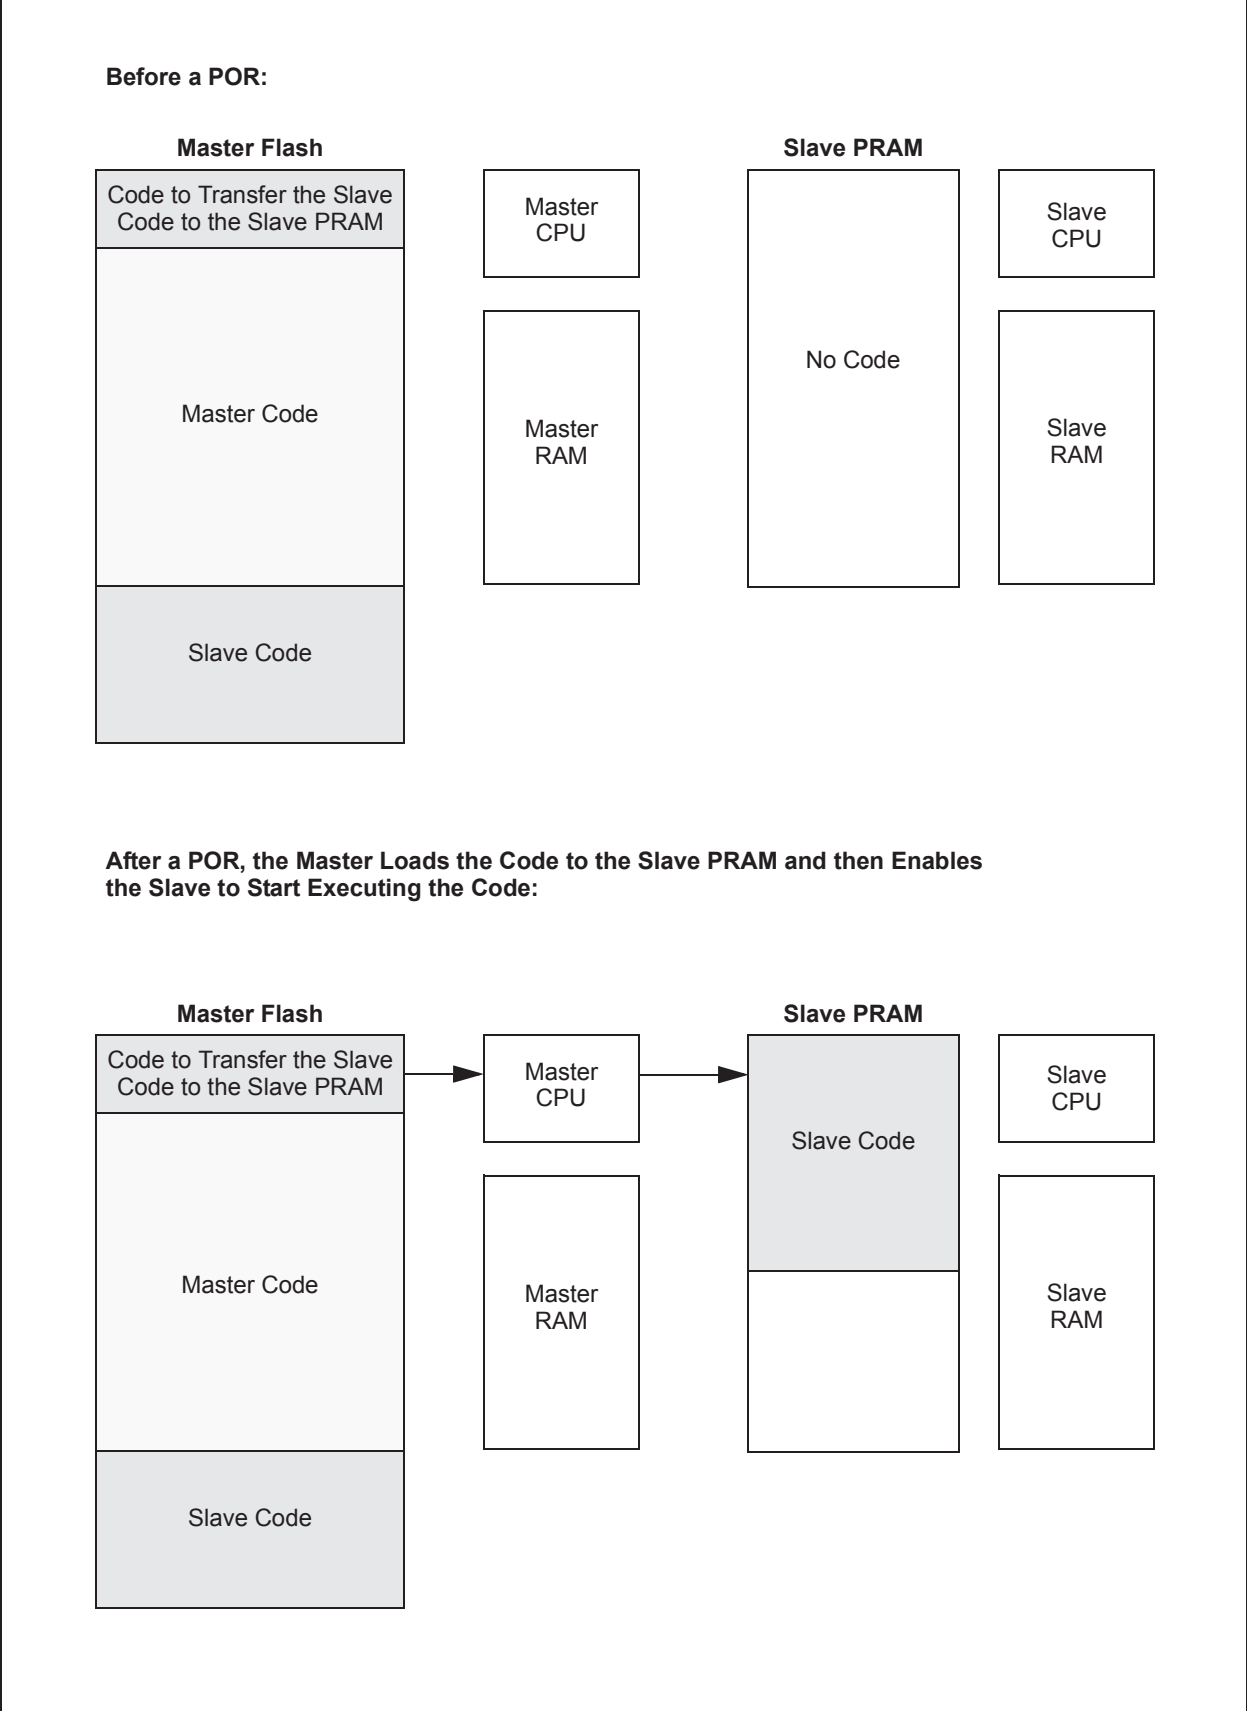 Before a POR:
Master Flash
Slave PRAM
Code to Transfer the Slave
Code to the Slave PRAM
Master
CPU
Slave
CPU
No Code
Master Code
Master
RAM
Slave
RAM
Slave Code
After a POR, the Master Loads the Code to the Slave PRAM and then Enables
the Slave to Start Executing the Code:
Master Flash
Slave PRAM
Code to Transfer the Slave
Code to the Slave PRAM
Master
CPU
Slave
CPU
Slave Code
Master Code
Master
RAM
Slave
RAM
Slave Code